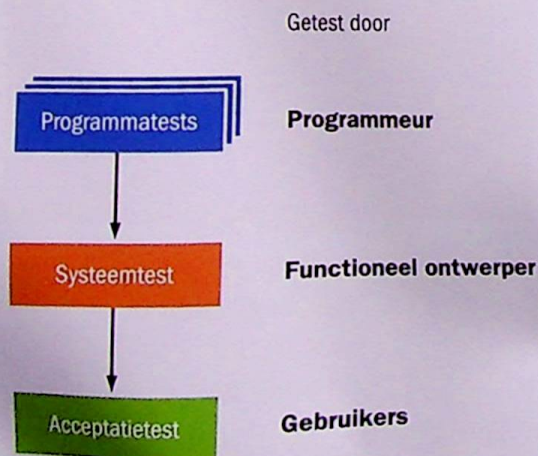 Getest door
Programmatests Programmeur
Systeemtest Functioneel ontwerper
Acceptatietest Gebruikers